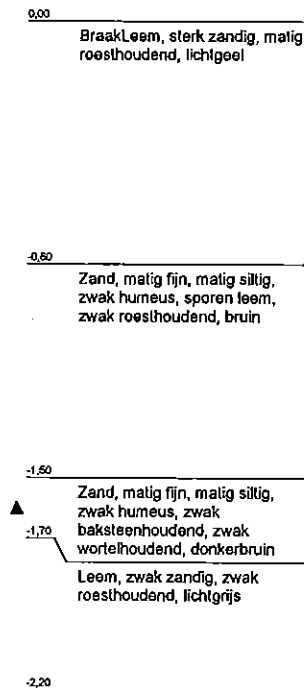 0,00
BraakLeem, sterk zandig, matig
roesthoudend, lichtgeel
-0,80
Zand, matig fijn, matig siltig,
zwak humeus, sporen leem,
zwak roesthoudend, bruin
-1,50
Zand, matig fijn, matig siltig,
zwak humeus, zwak
baksteenhoudend, zwak
wortelhoudend, donkerbruin
-1,70
Leem, zwak zandig, zwak
roesthoudend, lichtgrijs
-2,20